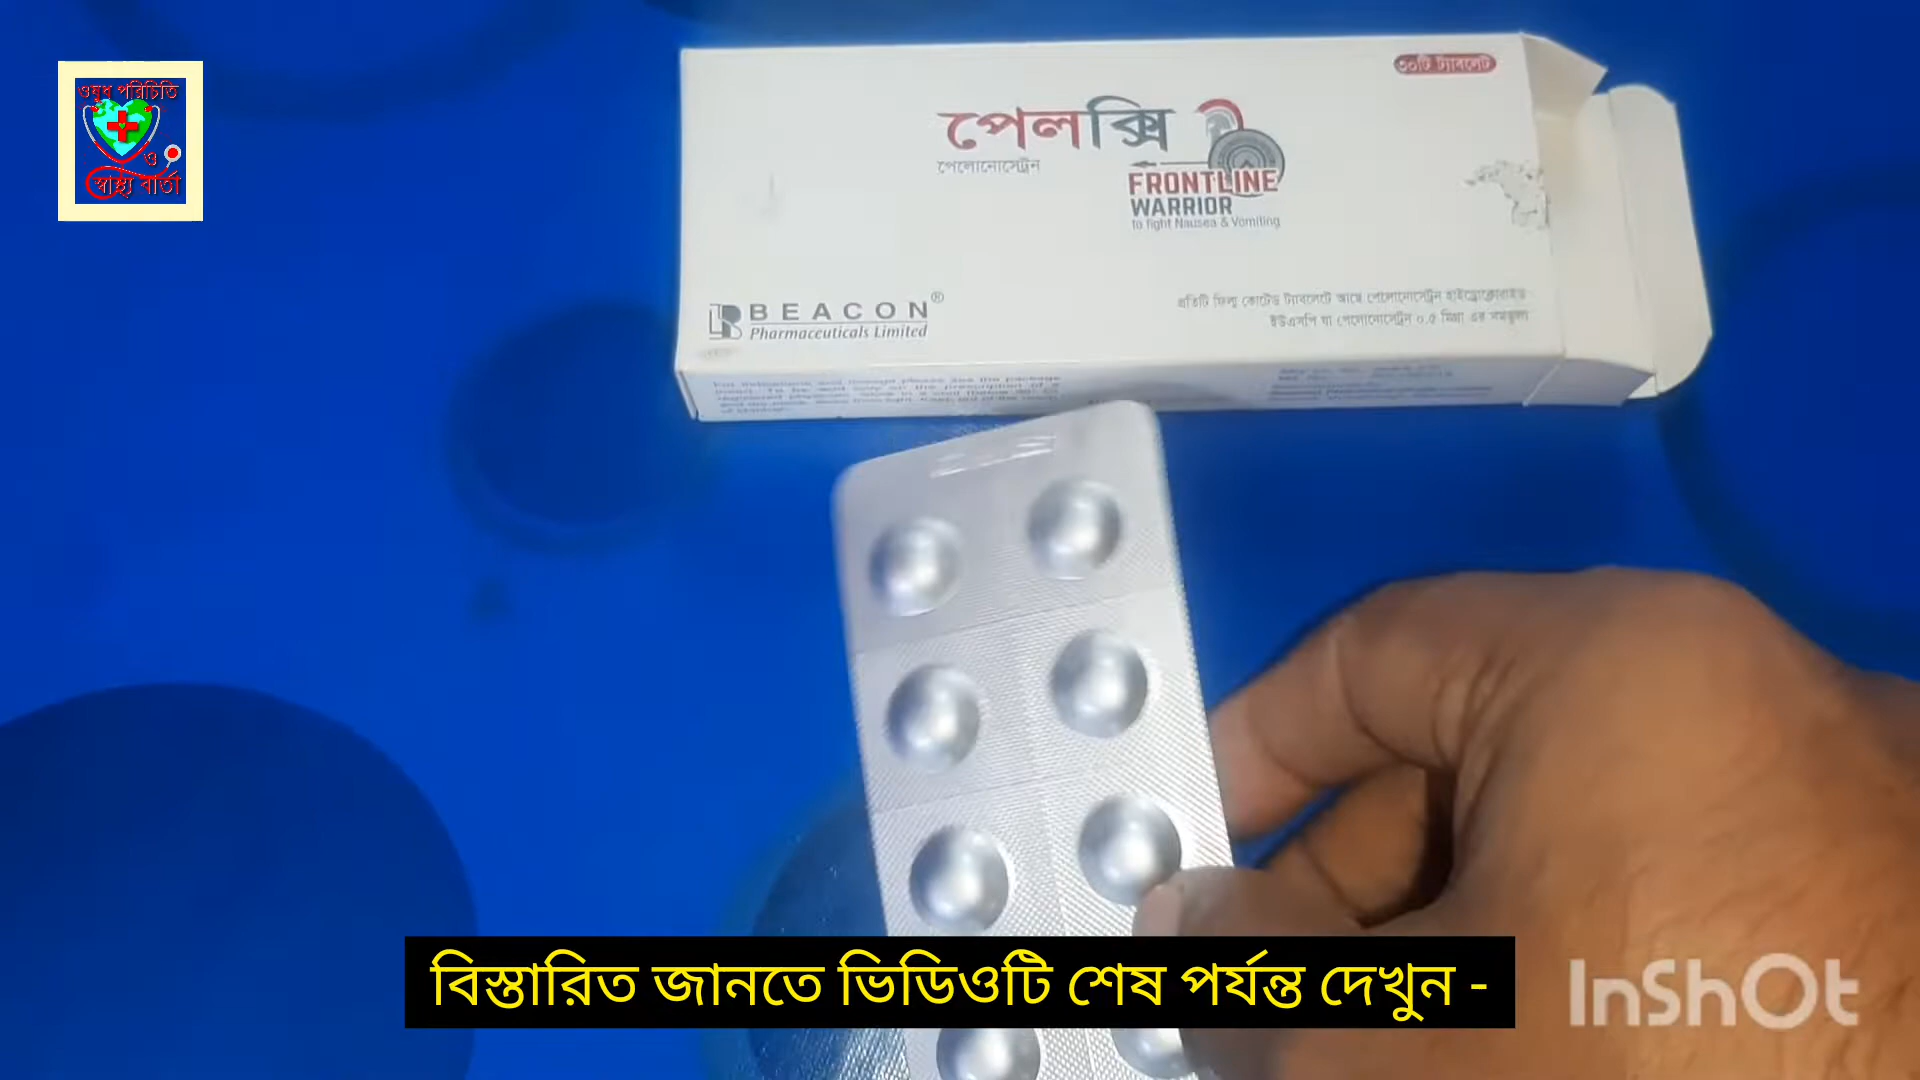 ওষুধ পরিচিতি
ও
স্বাস্থ্য বার্তা
৩০টি ট্যাবলেট
পেলক্সি
পেলোনোসেট্রন
FRONTLINE
WARRIOR
to fight Nausea & Vomiting
BEACON®
Pharmaceuticals Limited
প্রতিটি ফিল্ম কোটেড ট্যাবলেটে আছে পেলোনোসেট্রন হাইড্রোক্লোরাইড
ইউএসপি যা পেলোনোসেট্রন ০.৫ মিগ্রা এর সমতুল্য
বিস্তারিত জানতে ভিডিওটি শেষ পর্যন্ত দেখুন -
InShOt